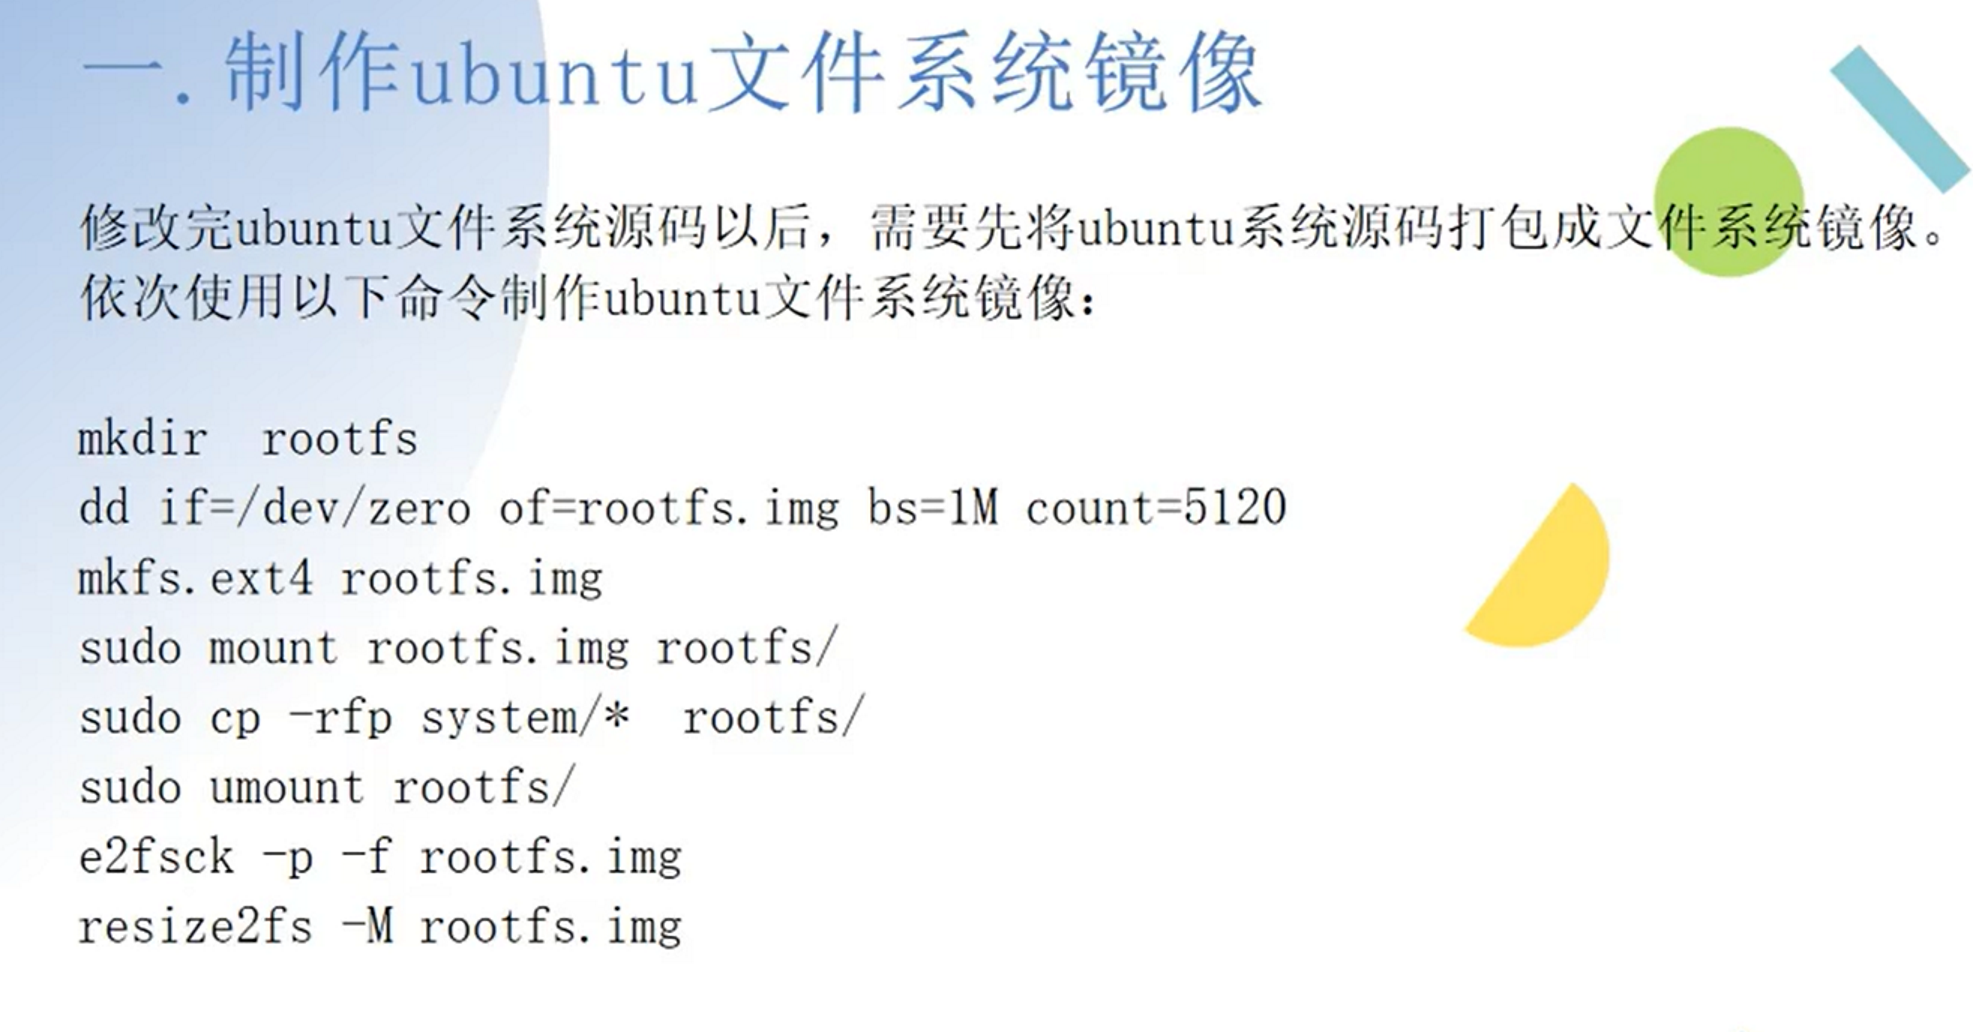 一.制作ubuntu文件系统镜像
修改完ubuntu文件系统源码以后，需要先将ubuntu系统源码打包成文件系统镜像。
依次使用以下命令制作ubuntu文件系统镜像：
mkdir  rootfs
dd if=/dev/zero of=rootfs.img bs=1M count=5120
mkfs.ext4 rootfs.img
sudo mount rootfs.img rootfs/
sudo cp -rfp system/*  rootfs/
sudo umount rootfs/
e2fsck -p -f rootfs.img
resize2fs -M rootfs.img